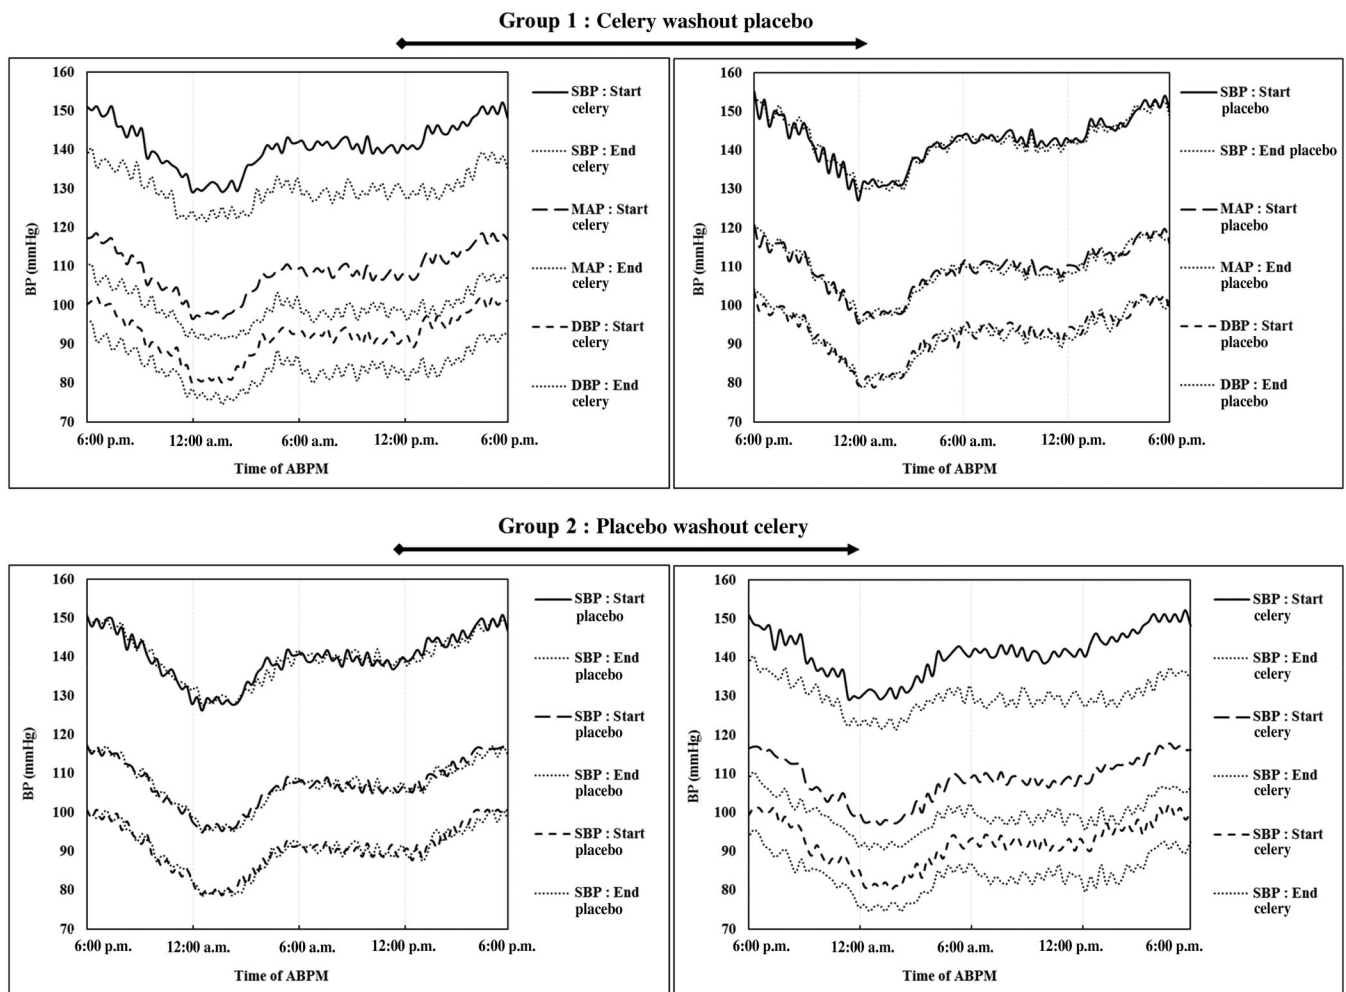 Group 1 : Celery washout placebo
160
150
140
130
120
110
100
90
80
70
BP (mmHg)
6:00 p.m.
12:00 a.m.
6:00 a.m.
12:00 p.m.
6:00 p.m.
Time of ABPM
SBP : Start
celery
SBP : End
celery
MAP : Start
celery
MAP : End
celery
DBP : Start
celery
DBP : End
celery
160
150
140
130
120
110
100
90
80
70
BP (mmHg)
6:00 p.m.
12:00 a.m.
6:00 a.m.
12:00 p.m.
6:00 p.m.
Time of ABPM
SBP : Start
placebo
SBP : End placebo
MAP : Start
placebo
MAP : End
placebo
DBP : Start
placebo
DBP : End
placebo
Group 2 : Placebo washout celery
160
150
140
130
120
110
100
90
80
70
BP (mmHg)
6:00 p.m.
12:00 a.m.
6:00 a.m.
12:00 p.m.
6:00 p.m.
Time of ABPM
SBP : Start
placebo
SBP : End
placebo
SBP : Start
placebo
SBP : End
placebo
SBP : Start
placebo
SBP : End
placebo
160
150
140
130
120
110
100
90
80
70
BP (mmHg)
6:00 p.m.
12:00 a.m.
6:00 a.m.
12:00 p.m.
6:00 p.m.
Time of ABPM
SBP : Start
celery
SBP : End
celery
SBP : Start
celery
SBP : End
celery
SBP : Start
celery
SBP : End
celery